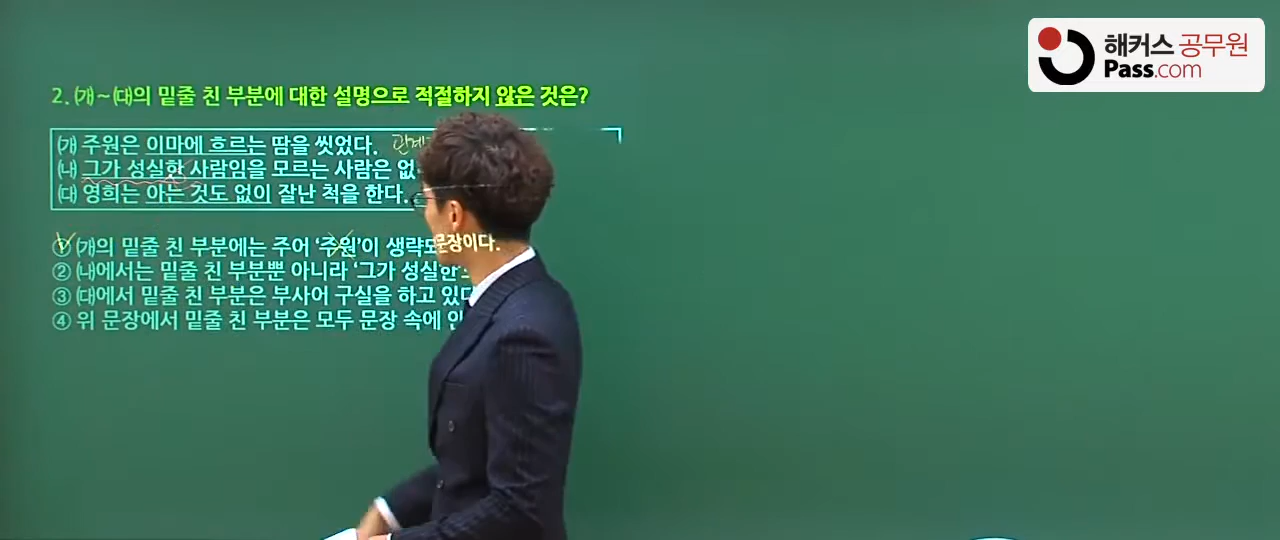 해커스 공무원
Pass.com
2. ㈎~㈐의 밑줄 친 부분에 대한 설명으로 적절하지 않은 것은?
㈎ 주원은 이마에 흐르는 땀을 씻었다. 관계
㈏ 그가 성실한 사람임을 모르는 사람은 없
㈐ 영희는 아는 것도 없이 잘난 척을 한다.
① ㈎의 밑줄 친 부분에는 주어 '주원'이 생략되 문장이다.
② ㈏에서는 밑줄 친 부분뿐 아니라 '그가 성실한
③ ㈐에서 밑줄 친 부분은 부사어 구실을 하고 있다
④ 위 문장에서 밑줄 친 부분은 모두 문장 속에